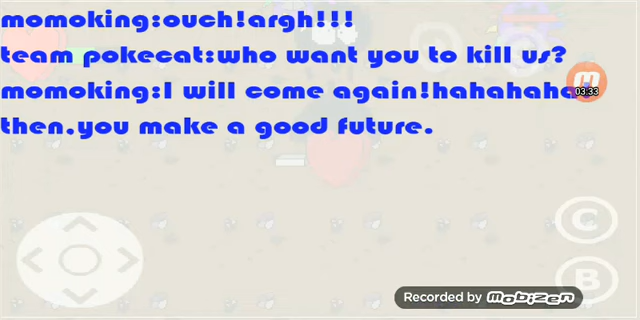 momoking:ouch!argh!!!
team pokecat:who want you to kill us?
momoking:I will come again!hahahaha
then.you make a good future.
03:33
C
B
Recorded by Mobizen